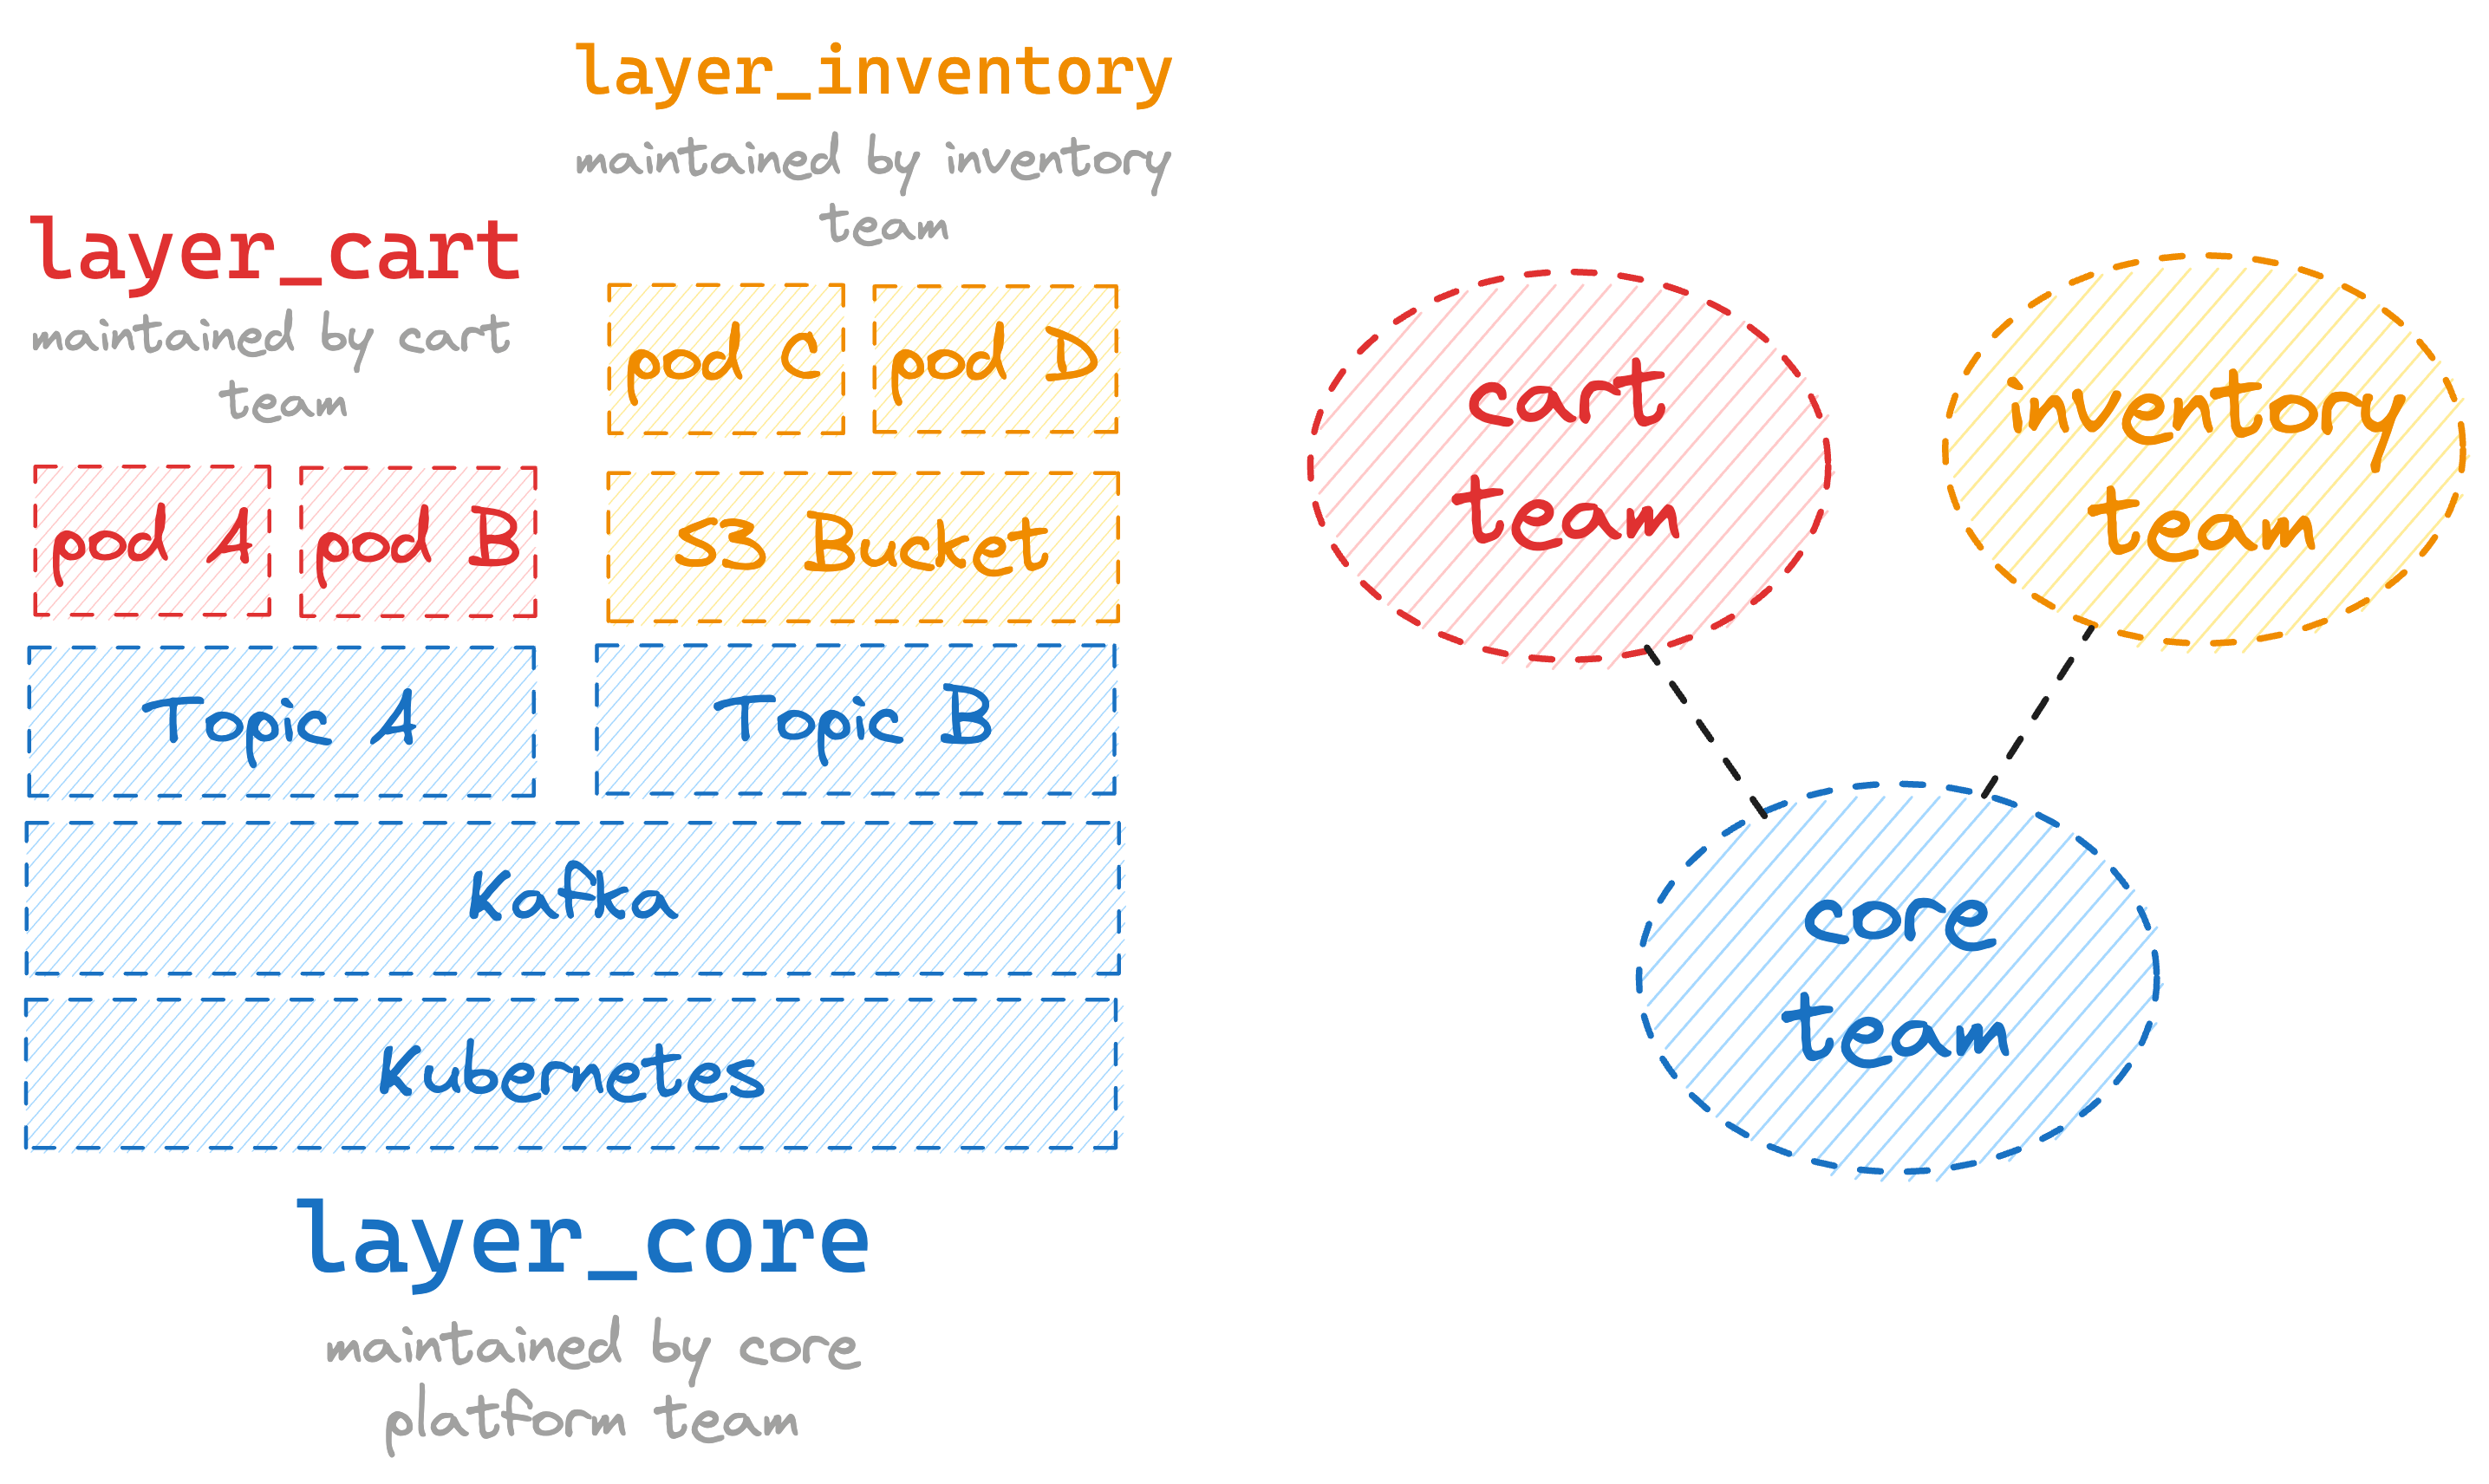 layer_inventory
maintained by inventory
team
layer_cart
maintained by cart
team
pod C
pod D
pod A
pod B
S3 Bucket
Topic A
Topic B
Kafka
Kubernetes
layer_core
maintained by core
platform team
cart
team
inventory
team
core
team